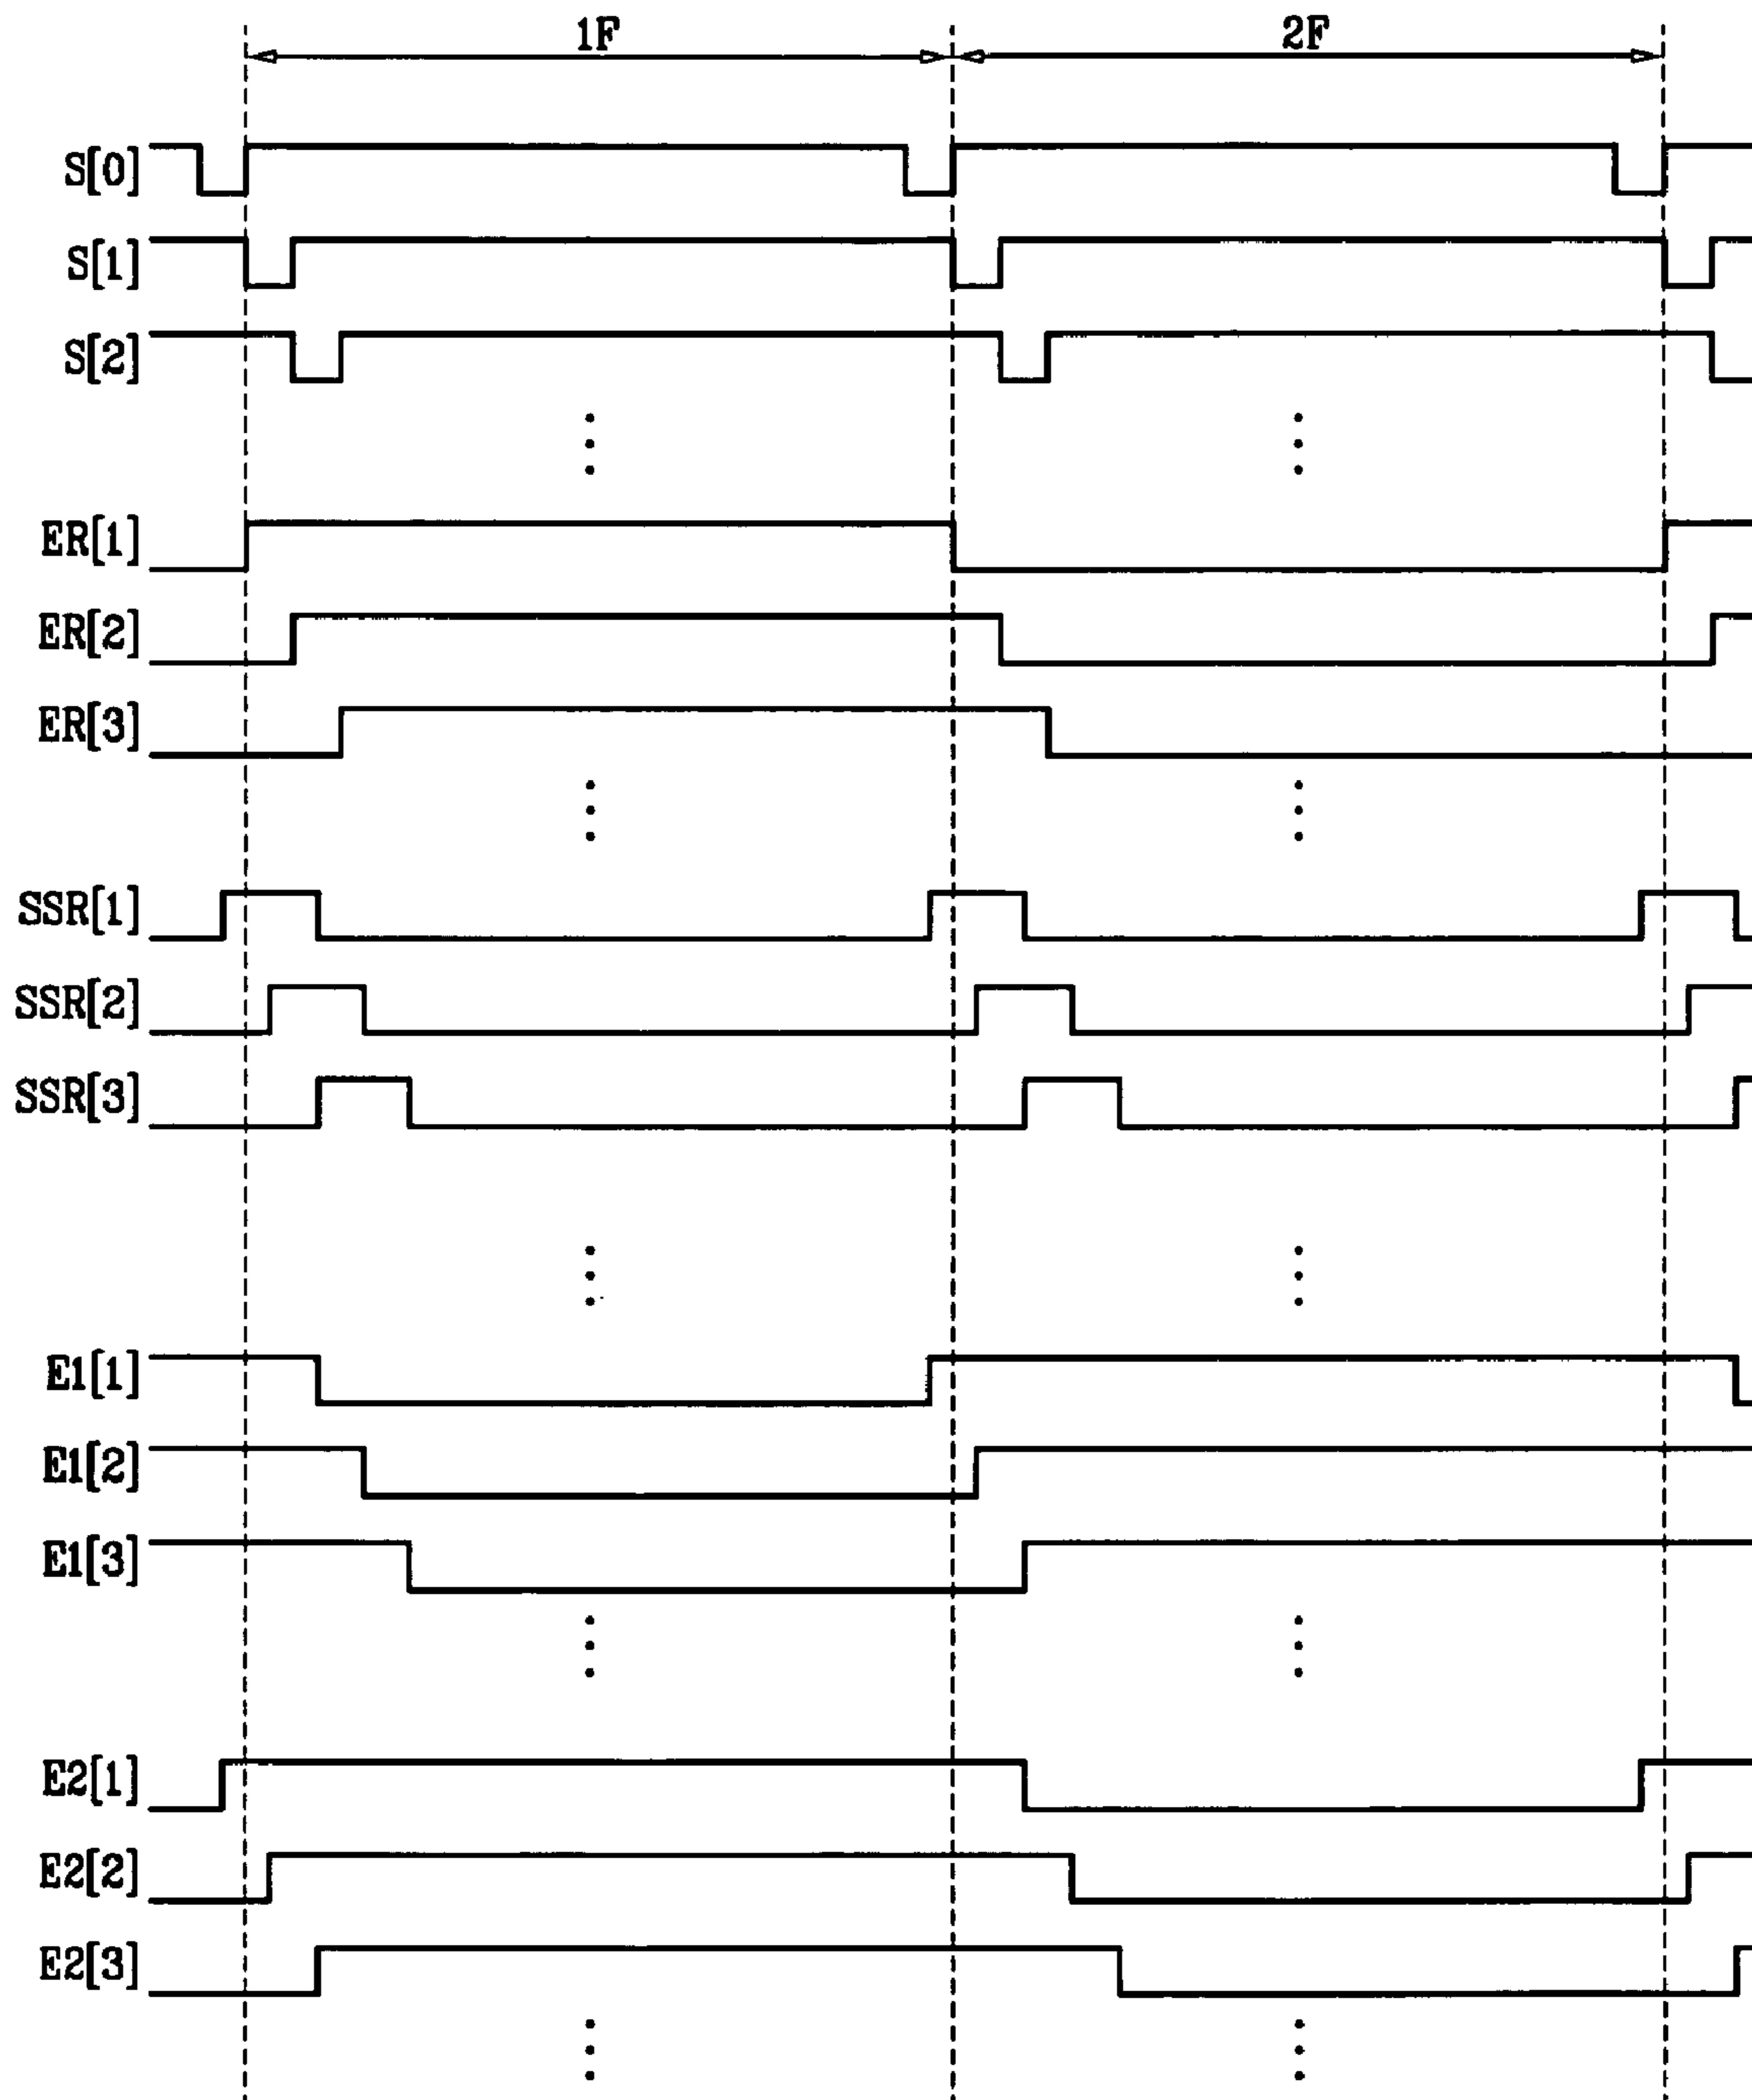 1F 2F
S[0]
S[1]
S[2]
ER[1]
ER[2]
ER[3]
SSR[1]
SSR[2]
SSR[3]
E1[1]
E1[2]
E1[3]
E2[1]
E2[2]
E2[3]